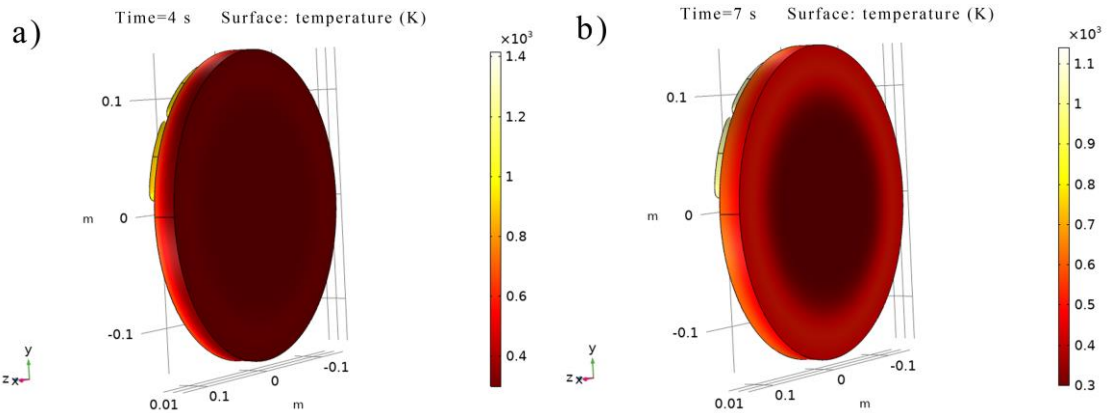 a)
Time=4 s Surface: temperature (K)
×10³
1.4
1.2
1
0.8
0.6
0.4
0.1
0
-0.1
m
y
z x
0.01
0.1
0
-0.1
m
b)
Time=7 s Surface: temperature (K)
×10³
1.1
1
0.9
0.8
0.7
0.6
0.5
0.4
0.3
0.1
0
-0.1
m
y
z x
0.01
0.1
0
-0.1
m